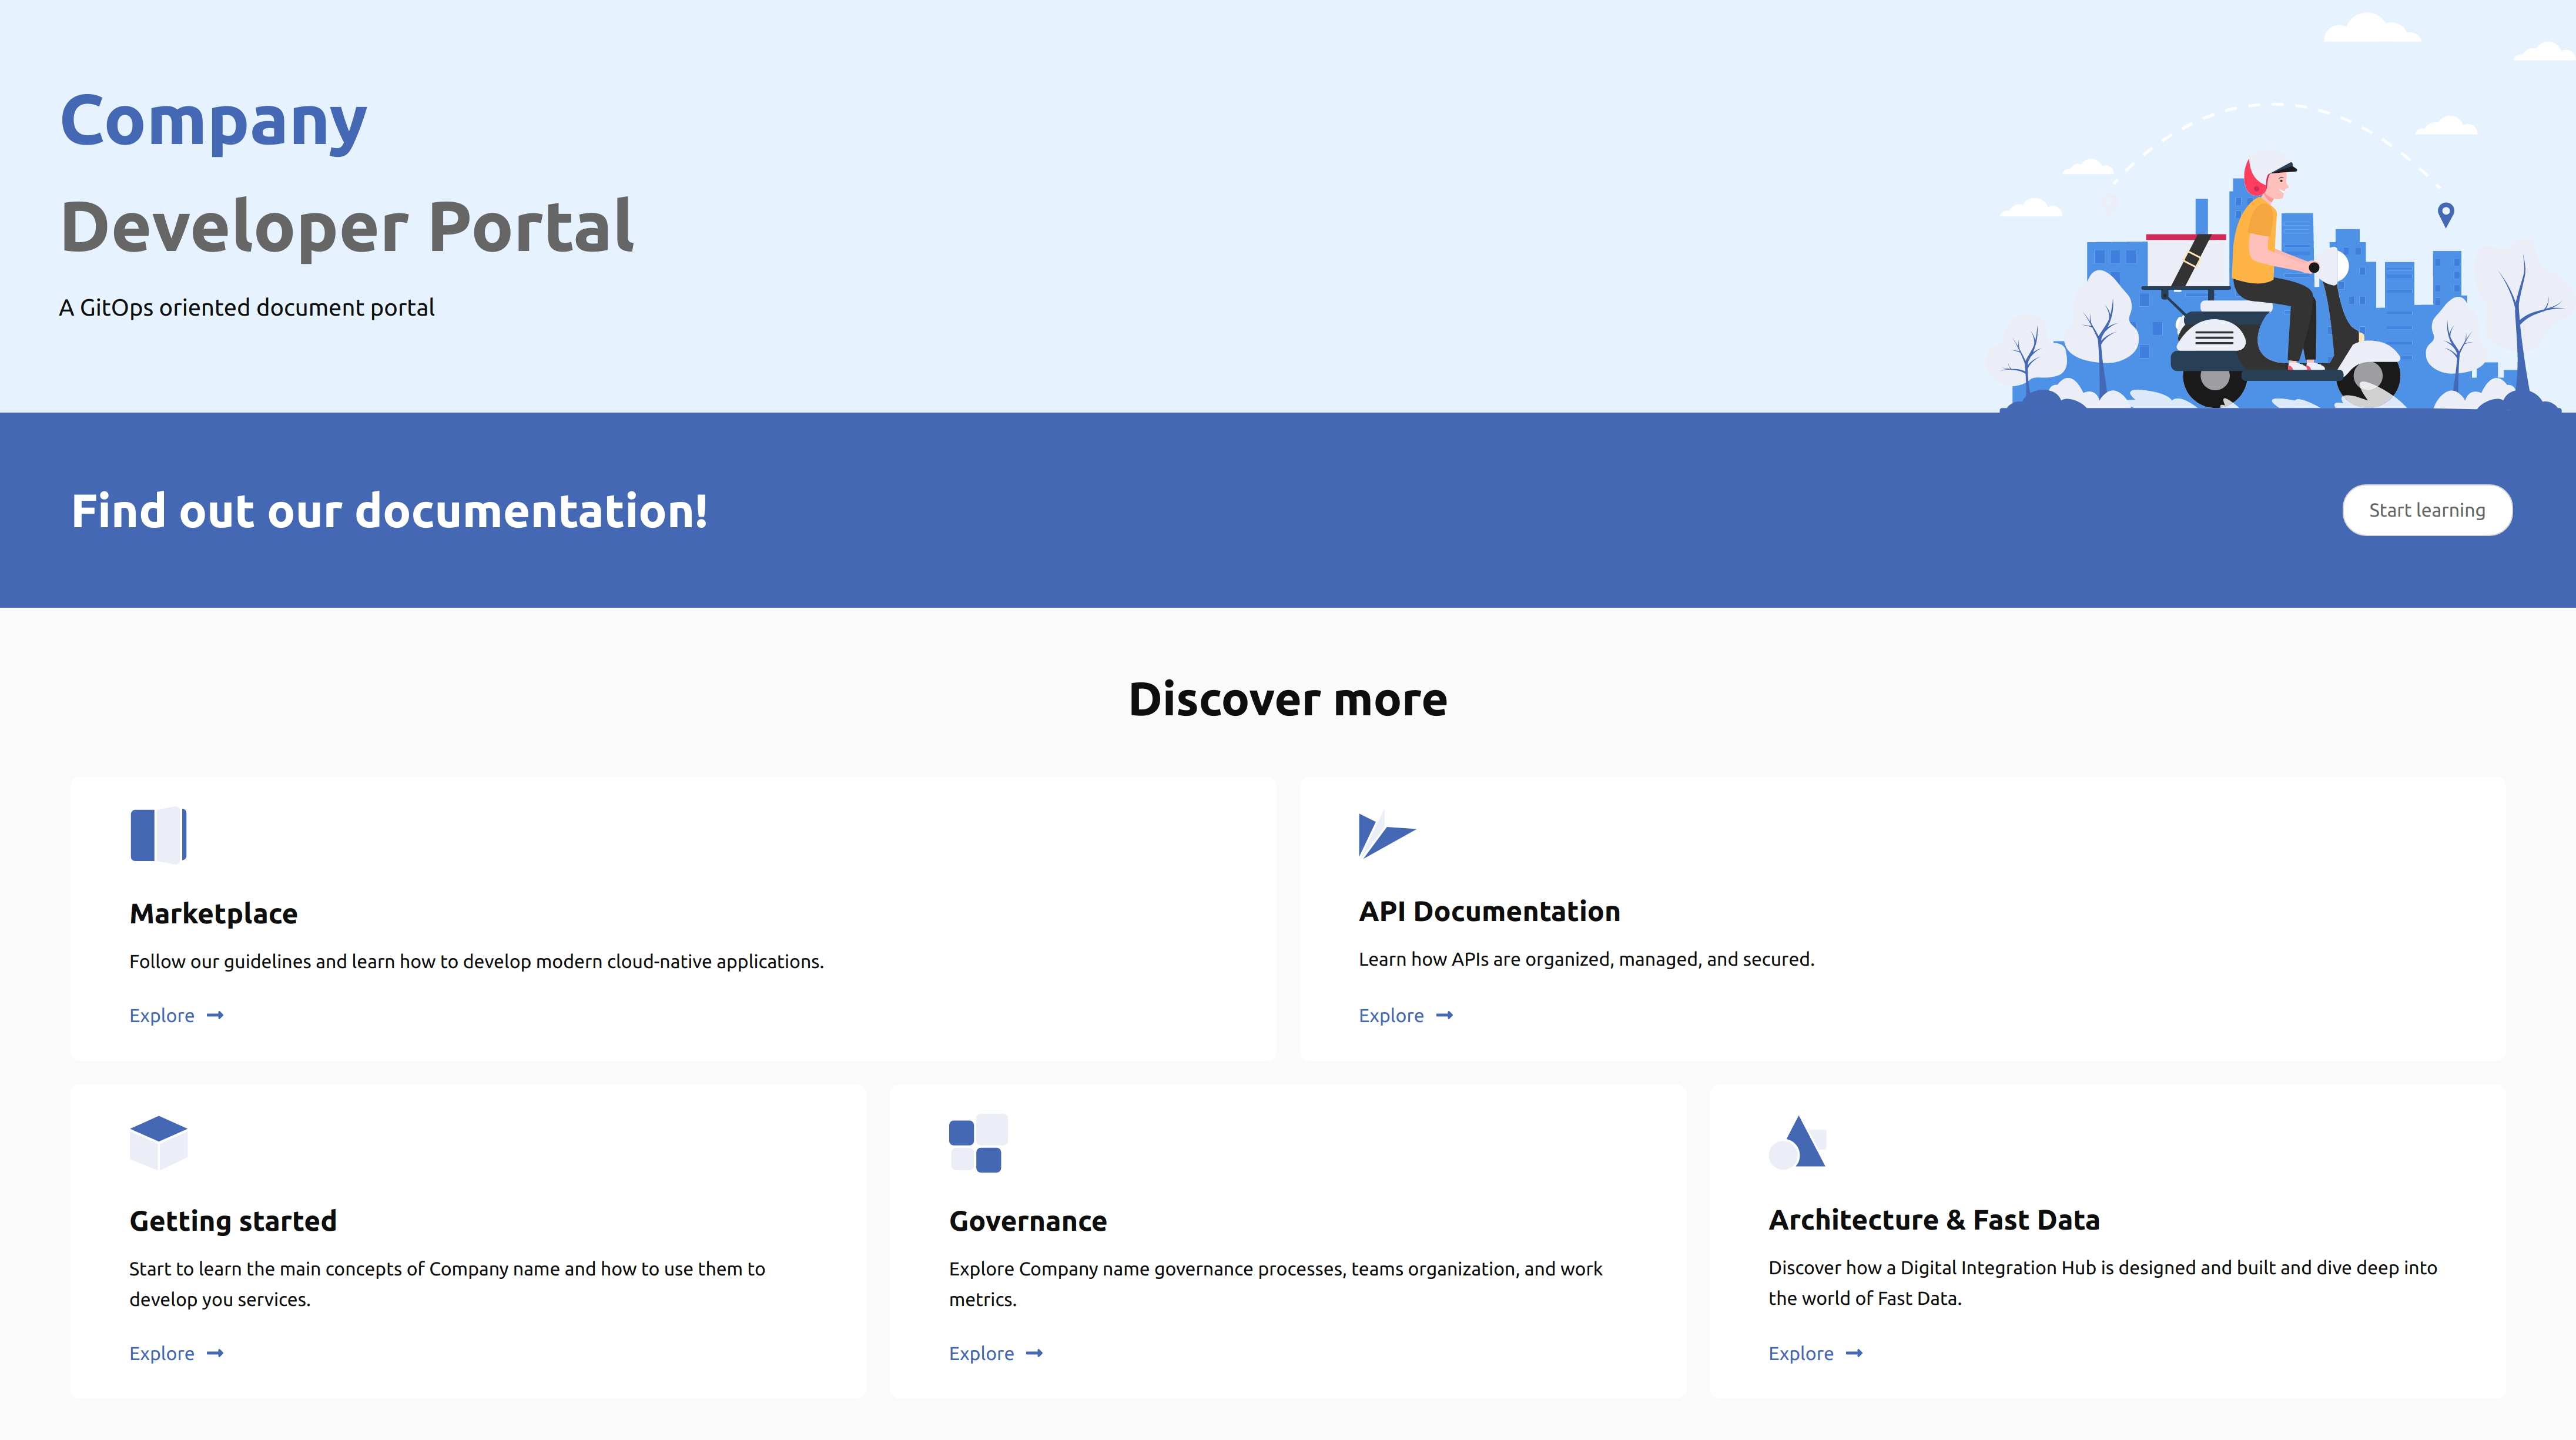 Company
Developer Portal
A GitOps oriented document portal
Find out our documentation!
Start learning
Discover more
Marketplace
Follow our guidelines and learn how to develop modern cloud-native applications.
Explore
API Documentation
Learn how APIs are organized, managed, and secured.
Explore
Getting started
Start to learn the main concepts of Company name and how to use them to
develop you services.
Explore
Governance
Explore Company name governance processes, teams organization, and work
metrics.
Explore
Architecture & Fast Data
Discover how a Digital Integration Hub is designed and built and dive deep into
the world of Fast Data.
Explore